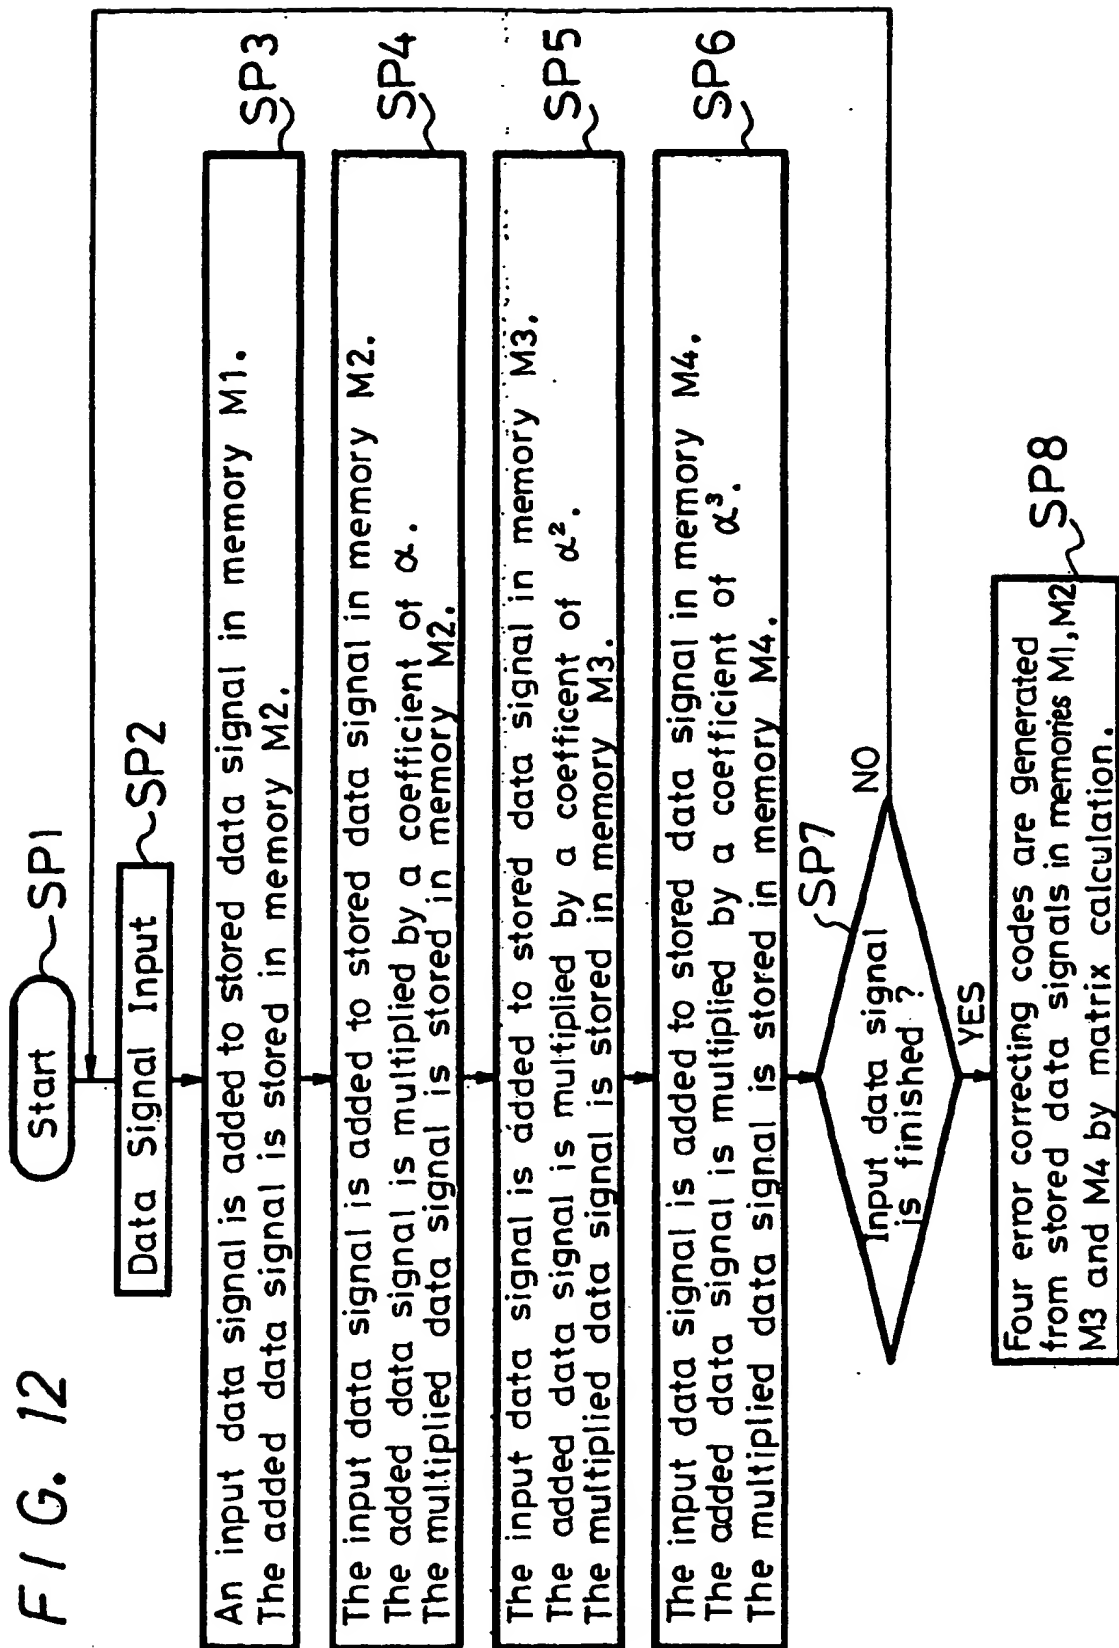 FIG. 12
Start
SP1
Data Signal Input
SP2
An input data signal is added to stored data signal in memory M1.
The added data signal is stored in memory M2.
SP3
The input data signal is added to stored data signal in memory M2.
The added data signal is multiplied by a coefficient of α.
The multiplied data signal is stored in memory M2.
SP4
The input data signal is added to stored data signal in memory M3.
The added data signal is multiplied by a coefficent of α².
The multiplied data signal is stored in memory M3.
SP5
The input data signal is added to stored data signal in memory M4.
The added data signal is multiplied by a coefficient of α³.
The multiplied data signal is stored in memory M4.
SP6
Input data signal
is finished ?
SP7
NO
YES
Four error correcting codes are generated
from stored data signals in memories M1, M2
M3 and M4 by matrix calculation.
SP8